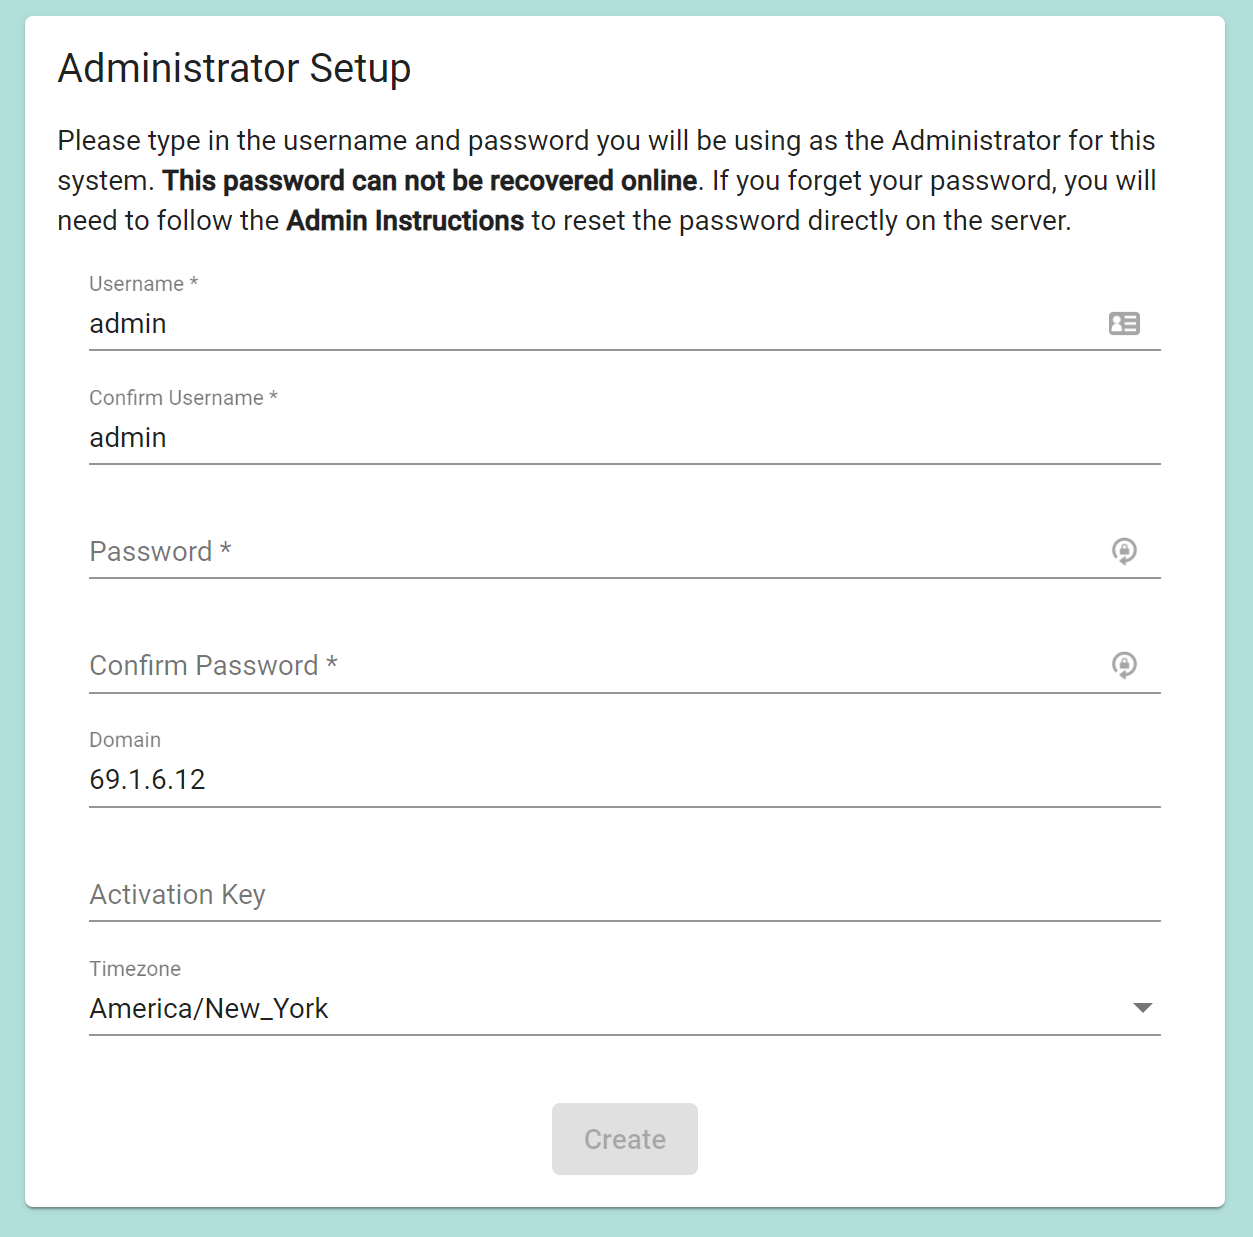 Administrator Setup
Please type in the username and password you will be using as the Administrator for this
system. This password can not be recovered online. If you forget your password, you will
need to follow the Admin Instructions to reset the password directly on the server.
Username *
admin
Confirm Username *
admin
Password *
Confirm Password *
Domain
69.1.6.12
Activation Key
Timezone
America/New_York
Create